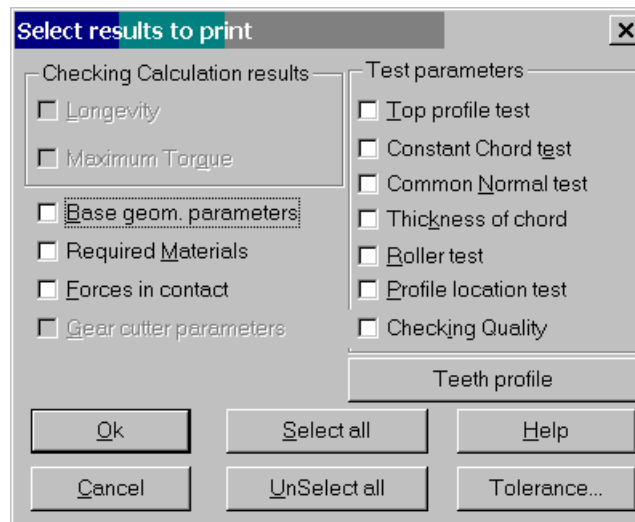 Select results to print
Checking Calculation results
Longevity
Maximum Torque
Base geom. parameters
Required Materials
Forces in contact
Gear cutter parameters
Test parameters
Top profile test
Constant Chord test
Common Normal test
Thickness of chord
Roller test
Profile location test
Checking Quality
Teeth profile
Ok
Select all
Help
Cancel
UnSelect all
Tolerance...